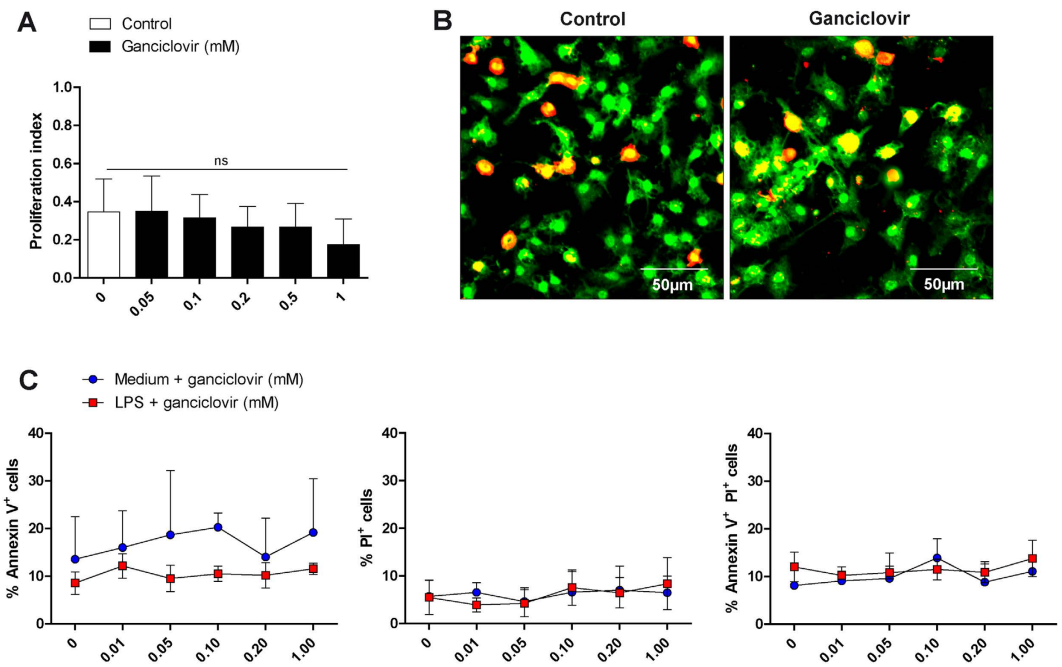 A
Control
Ganciclovir (mM)
Proliferation index
1.0
0.8
0.6
0.4
0.2
0.0
ns
0 0.05 0.1 0.2 0.5 1
B
Control Ganciclovir
50µm 50µm
C
Medium + ganciclovir (mM)
LPS + ganciclovir (mM)
% Annexin V+ cells
40
30
20
10
0
0 0.01 0.05 0.10 0.20 1.00
% PI+ cells
40
30
20
10
0
0 0.01 0.05 0.10 0.20 1.00
% Annexin V+ PI+ cells
40
30
20
10
0
0 0.01 0.05 0.10 0.20 1.00